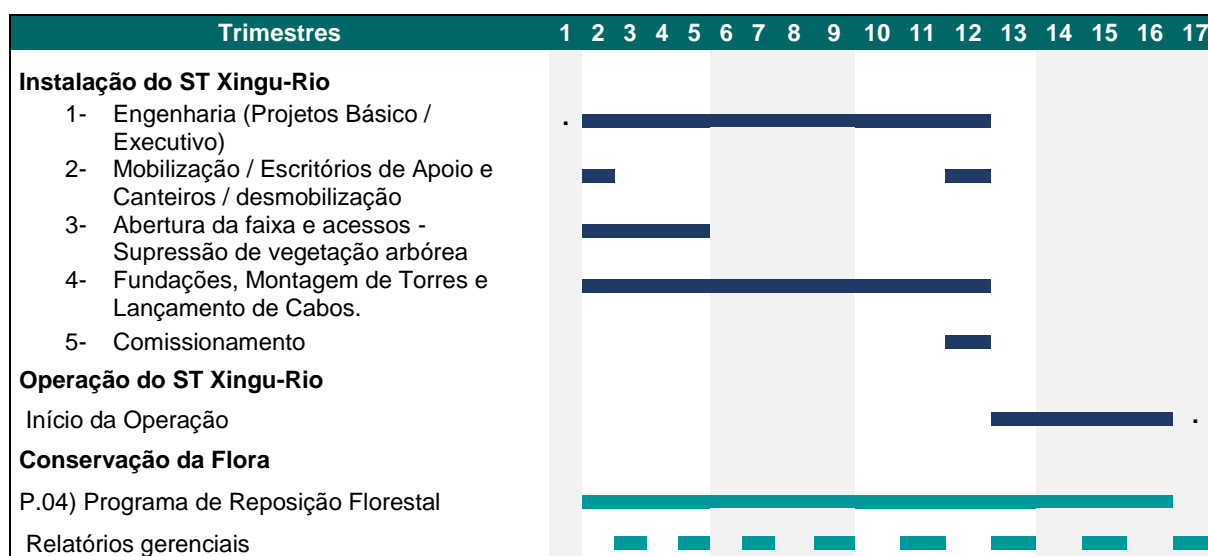 Trimestres 1 2 3 4 5 6 7 8 9 10 11 12 13 14 15 16 17
Instalação do ST Xingu-Rio
1- Engenharia (Projetos Básico / .
Executivo)
2- Mobilização / Escritórios de Apoio e
Canteiros / desmobilização
3- Abertura da faixa e acessos -
Supressão de vegetação arbórea
4- Fundações, Montagem de Torres e
Lançamento de Cabos.
5- Comissionamento
Operação do ST Xingu-Rio
Início da Operação .
Conservação da Flora
P.04) Programa de Reposição Florestal
Relatórios gerenciais